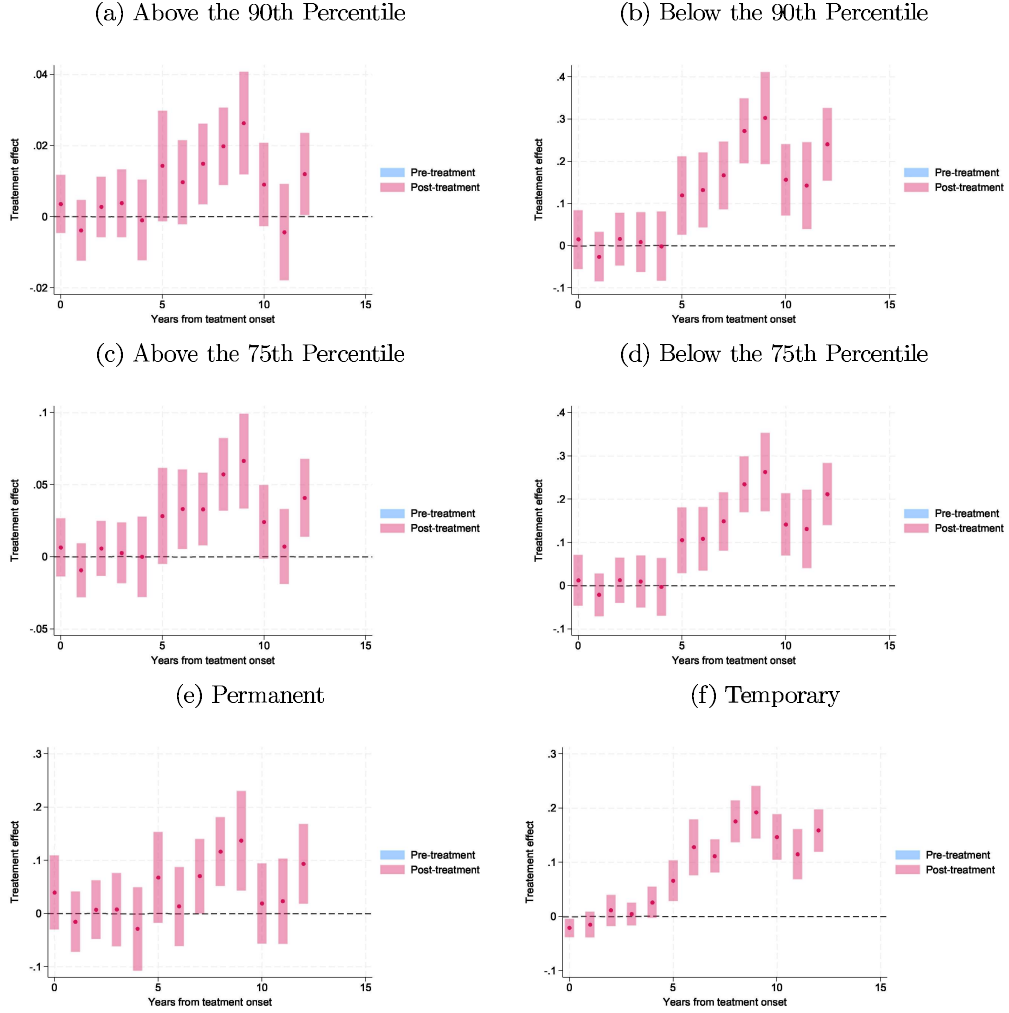 (a) Above the 90th Percentile
.04
.02
0
-.02
0
5
10
15
Treatement effect
Years from teatment onset
Pre-treatment
Post-treatment
(b) Below the 90th Percentile
.4
.3
.2
.1
0
-.1
0
5
10
15
Treatement effect
Years from teatment onset
Pre-treatment
Post-treatment
(c) Above the 75th Percentile
.1
.05
0
-.05
0
5
10
15
Treatement effect
Years from teatment onset
Pre-treatment
Post-treatment
(d) Below the 75th Percentile
.4
.3
.2
.1
0
-.1
0
5
10
15
Treatement effect
Years from teatment onset
Pre-treatment
Post-treatment
(e) Permanent
.3
.2
.1
0
-.1
0
5
10
15
Treatement effect
Years from teatment onset
Pre-treatment
Post-treatment
(f) Temporary
.3
.2
.1
0
-.1
0
5
10
15
Treatement effect
Years from teatment onset
Pre-treatment
Post-treatment